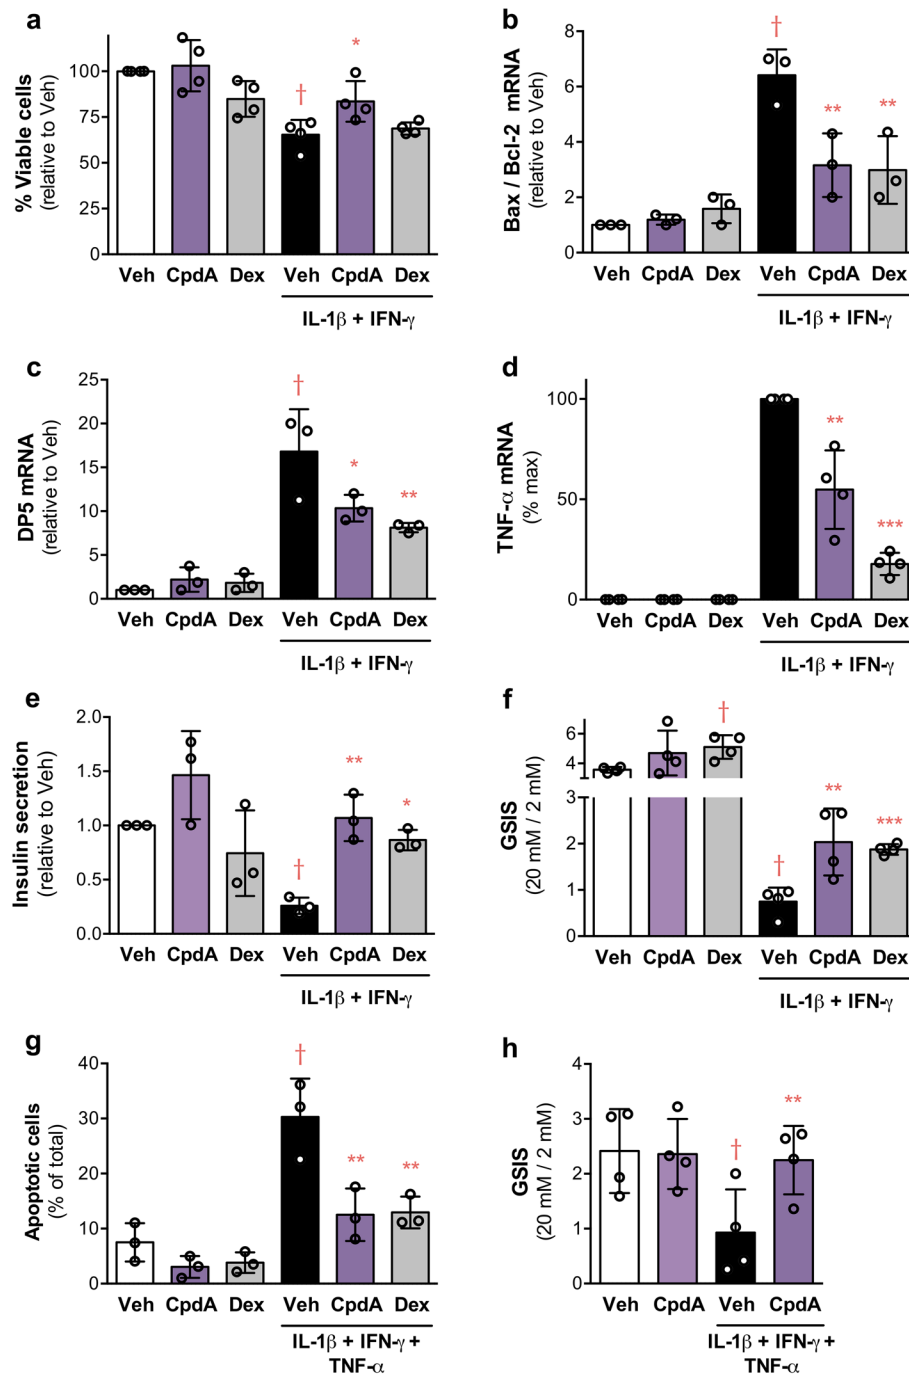 a
% Viable cells
(relative to Veh)
100
75
50
25
0
*
†
Veh CpdA Dex Veh CpdA Dex
IL-1β + IFN-γ
b
Bax / Bcl-2 mRNA
(relative to Veh)
8
6
4
2
0
†
** **
Veh CpdA Dex Veh CpdA Dex
IL-1β + IFN-γ
c
DP5 mRNA
(relative to Veh)
25
20
15
10
5
0
†
*
**
Veh CpdA Dex Veh CpdA Dex
IL-1β + IFN-γ
d
TNF-α mRNA
(% max)
100
50
0
**
***
Veh CpdA Dex Veh CpdA Dex
IL-1β + IFN-γ
e
Insulin secretion
(relative to Veh)
2.0
1.5
1.0
0.5
0.0
**
*
†
Veh CpdA Dex Veh CpdA Dex
IL-1β + IFN-γ
f
GSIS
(20 mM / 2 mM)
6
4
3
2
1
0
†
**
***
†
Veh CpdA Dex Veh CpdA Dex
IL-1β + IFN-γ
g
Apoptotic cells
(% of total)
40
30
20
10
0
†
** **
Veh CpdA Dex Veh CpdA Dex
IL-1β + IFN-γ +
TNF-α
h
GSIS
(20 mM / 2 mM)
4
3
2
1
0
**
†
Veh CpdA Veh CpdA
IL-1β + IFN-γ +
TNF-α